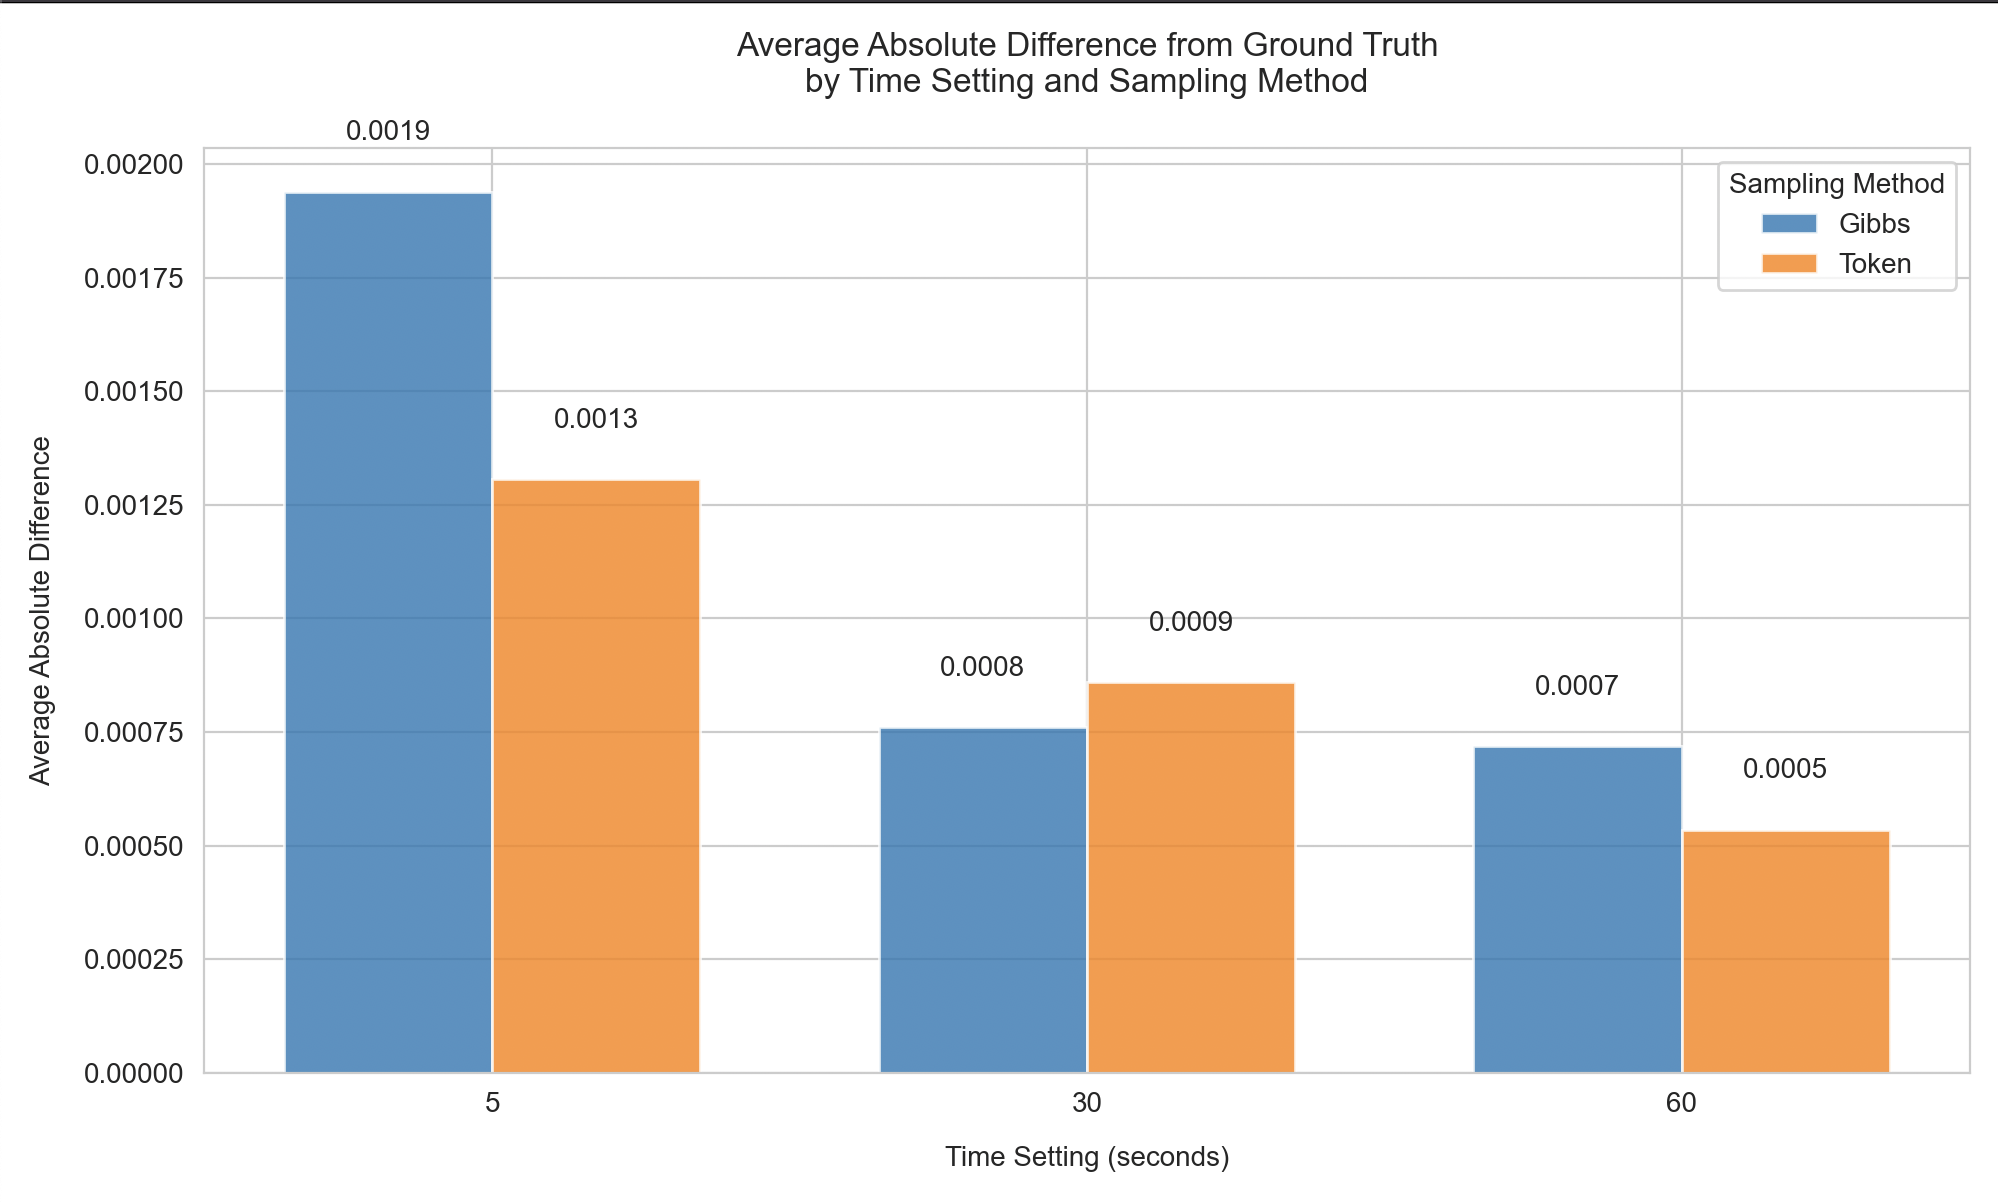 Average Absolute Difference from Ground Truth
by Time Setting and Sampling Method
0.0019
0.00200
Sampling Method
Gibbs
Token
0.00175
0.00150
0.0013
0.00125
0.00100
0.0009
0.0008
0.0007
0.00075
0.0005
0.00050
0.00025
0.00000
Average Absolute Difference
5
30
60
Time Setting (seconds)